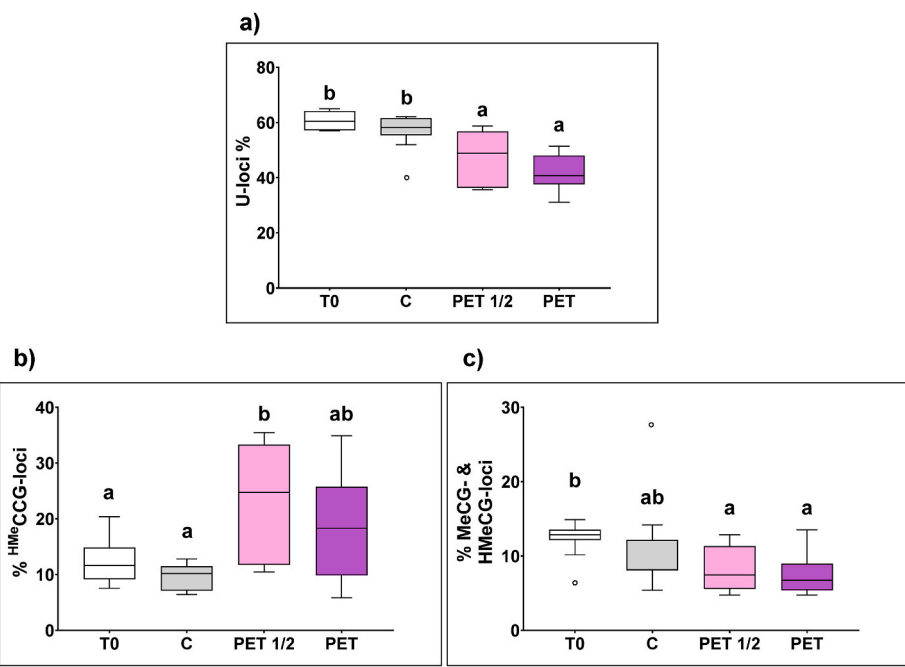 a)
80
60
40
20
0
U-loci %
b
b
a
a
T0
C
PET 1/2
PET
b)
40
30
20
10
0
% HMeCCG-loci
a
a
b
ab
T0
C
PET 1/2
PET
c)
30
20
10
0
% MeCG- &
HMeCG-loci
b
ab
a
a
T0
C
PET 1/2
PET